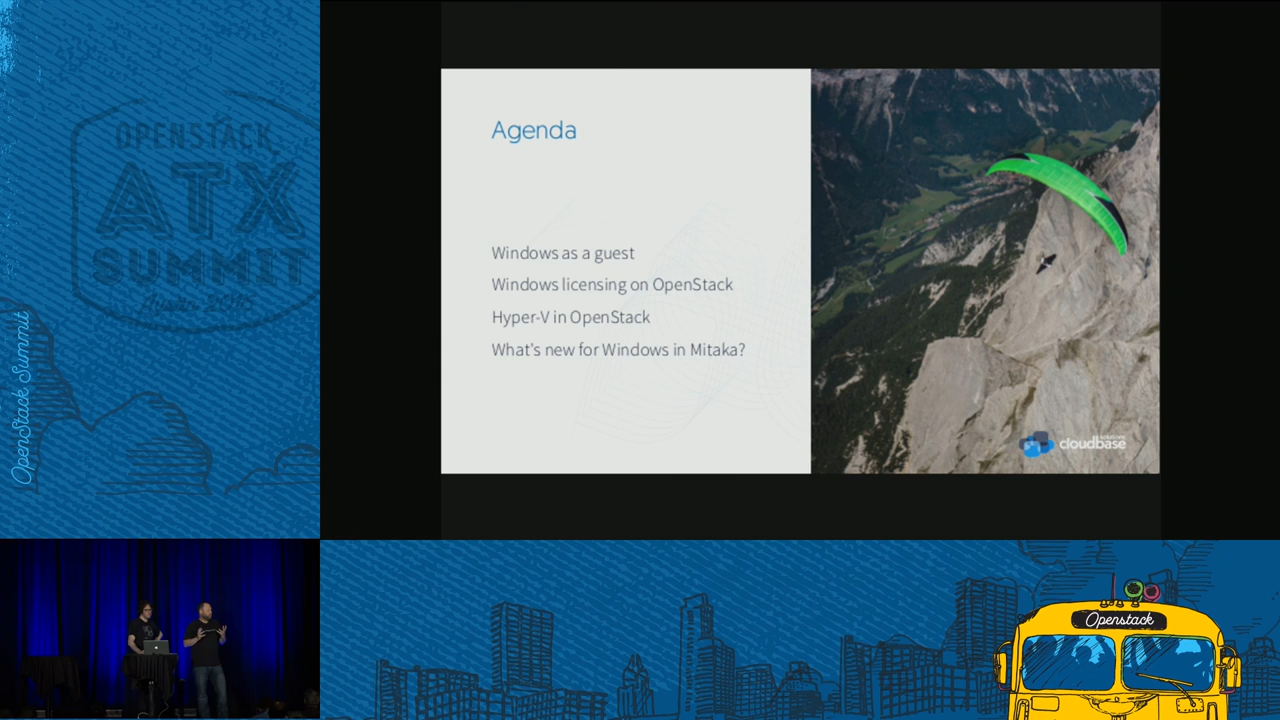 OPENSTACK
ATX
SUMMIT
Austin 2016
OpenStack Summit
Agenda
Windows as a guest
Windows licensing on OpenStack
Hyper-V in OpenStack
What's new for Windows in Mitaka?
cloudbase
solutions
Openstack